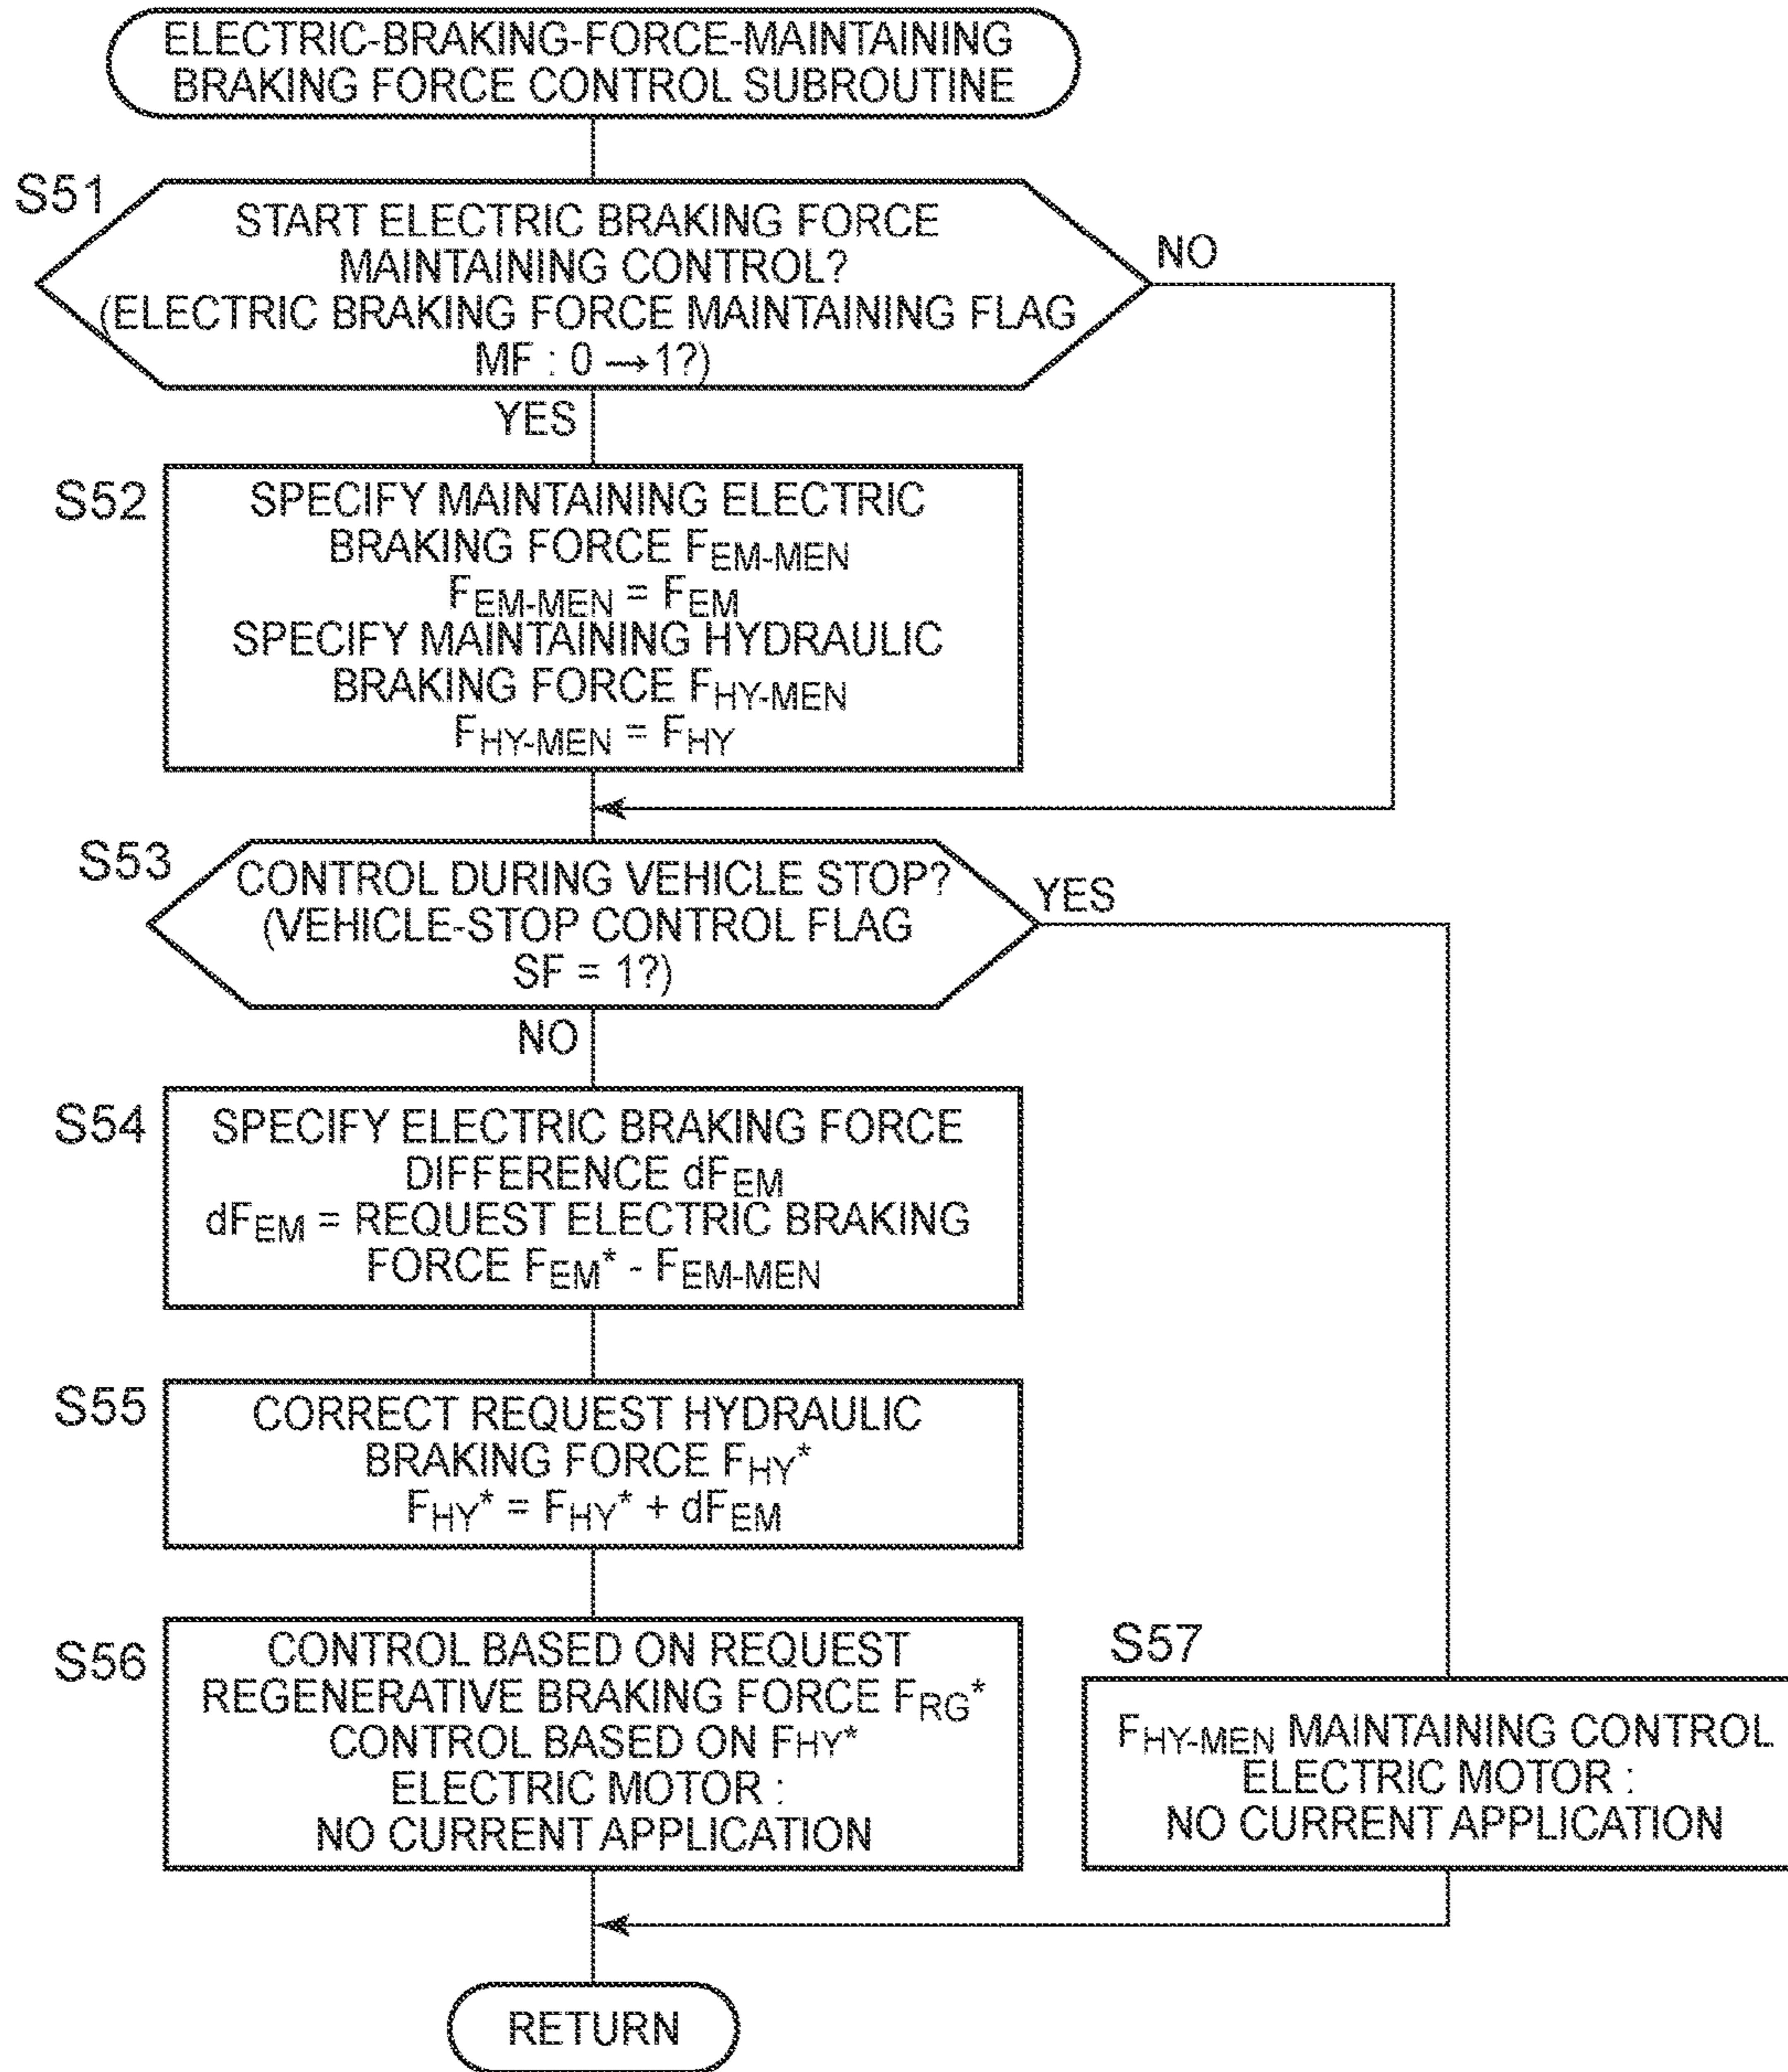 ELECTRIC-BRAKING-FORCE-MAINTAINING
BRAKING FORCE CONTROL SUBROUTINE
S51
START ELECTRIC BRAKING FORCE
MAINTAINING CONTROL?
(ELECTRIC BRAKING FORCE MAINTAINING FLAG
MF : 0 → 1?)
NO
YES
S52
SPECIFY MAINTAINING ELECTRIC
BRAKING FORCE FEM-MEN
FEM-MEN = FEM
SPECIFY MAINTAINING HYDRAULIC
BRAKING FORCE FHY-MEN
FHY-MEN = FHY
S53
CONTROL DURING VEHICLE STOP?
(VEHICLE-STOP CONTROL FLAG
SF = 1?)
YES
NO
S54
SPECIFY ELECTRIC BRAKING FORCE
DIFFERENCE dFEM
dFEM = REQUEST ELECTRIC BRAKING
FORCE FEM* - FEM-MEN
S55
CORRECT REQUEST HYDRAULIC
BRAKING FORCE FHY*
FHY* = FHY* + dFEM
S56
CONTROL BASED ON REQUEST
REGENERATIVE BRAKING FORCE FRG*
CONTROL BASED ON FHY*
ELECTRIC MOTOR :
NO CURRENT APPLICATION
S57
FHY-MEN MAINTAINING CONTROL
ELECTRIC MOTOR :
NO CURRENT APPLICATION
RETURN